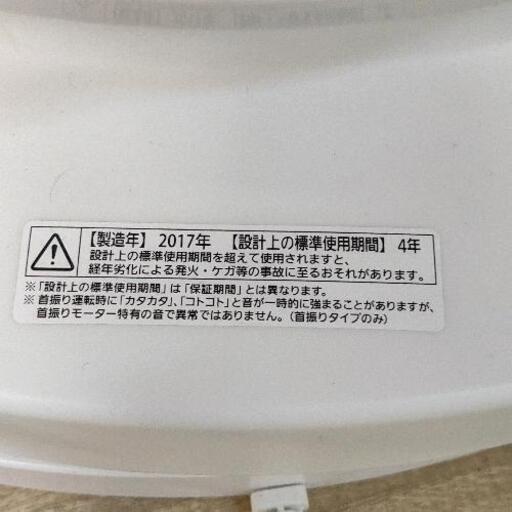 【製造年】 2017年 【設計上の標準使用期間】 4年
設計上の標準使用期間を超えて使用されますと、
経年劣化による発火・ケガ等の事故に至るおそれがあります。
※「設計上の標準使用期間」は「保証期間」とは異なります。
※ 首振り運転時に「カタカタ」、「コトコト」と音が一時的に強まることがありますが、
首振りモーター特有の音で異常ではありません。（首振りタイプのみ）